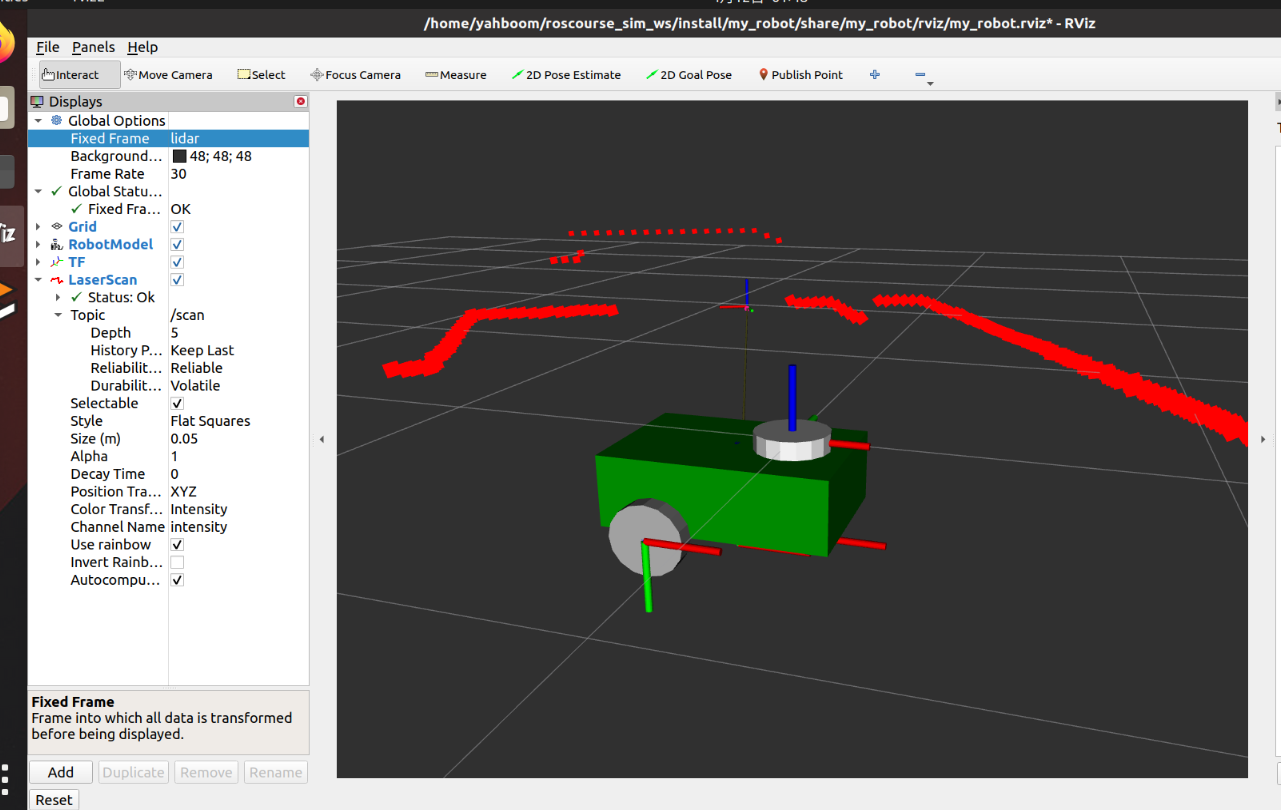 /home/yahboom/roscourse_sim_ws/install/my_robot/share/my_robot/rviz/my_robot.rviz* - RViz
File Panels Help
Interact Move Camera Select Focus Camera Measure 2D Pose Estimate 2D Goal Pose Publish Point
Displays
Global Options
Fixed Frame lidar
Background... 48; 48; 48
Frame Rate 30
Global Statu...
Fixed Fra... OK
Grid
RobotModel
TF
LaserScan
Status: Ok
Topic /scan
Depth 5
History P... Keep Last
Reliabilit... Reliable
Durabilit... Volatile
Selectable
Style Flat Squares
Size (m) 0.05
Alpha 1
Decay Time 0
Position Tra... XYZ
Color Transf... Intensity
Channel Name intensity
Use rainbow
Invert Rainb...
Autocompu...
Fixed Frame
Frame into which all data is transformed
before being displayed.
Add Duplicate Remove Rename
Reset